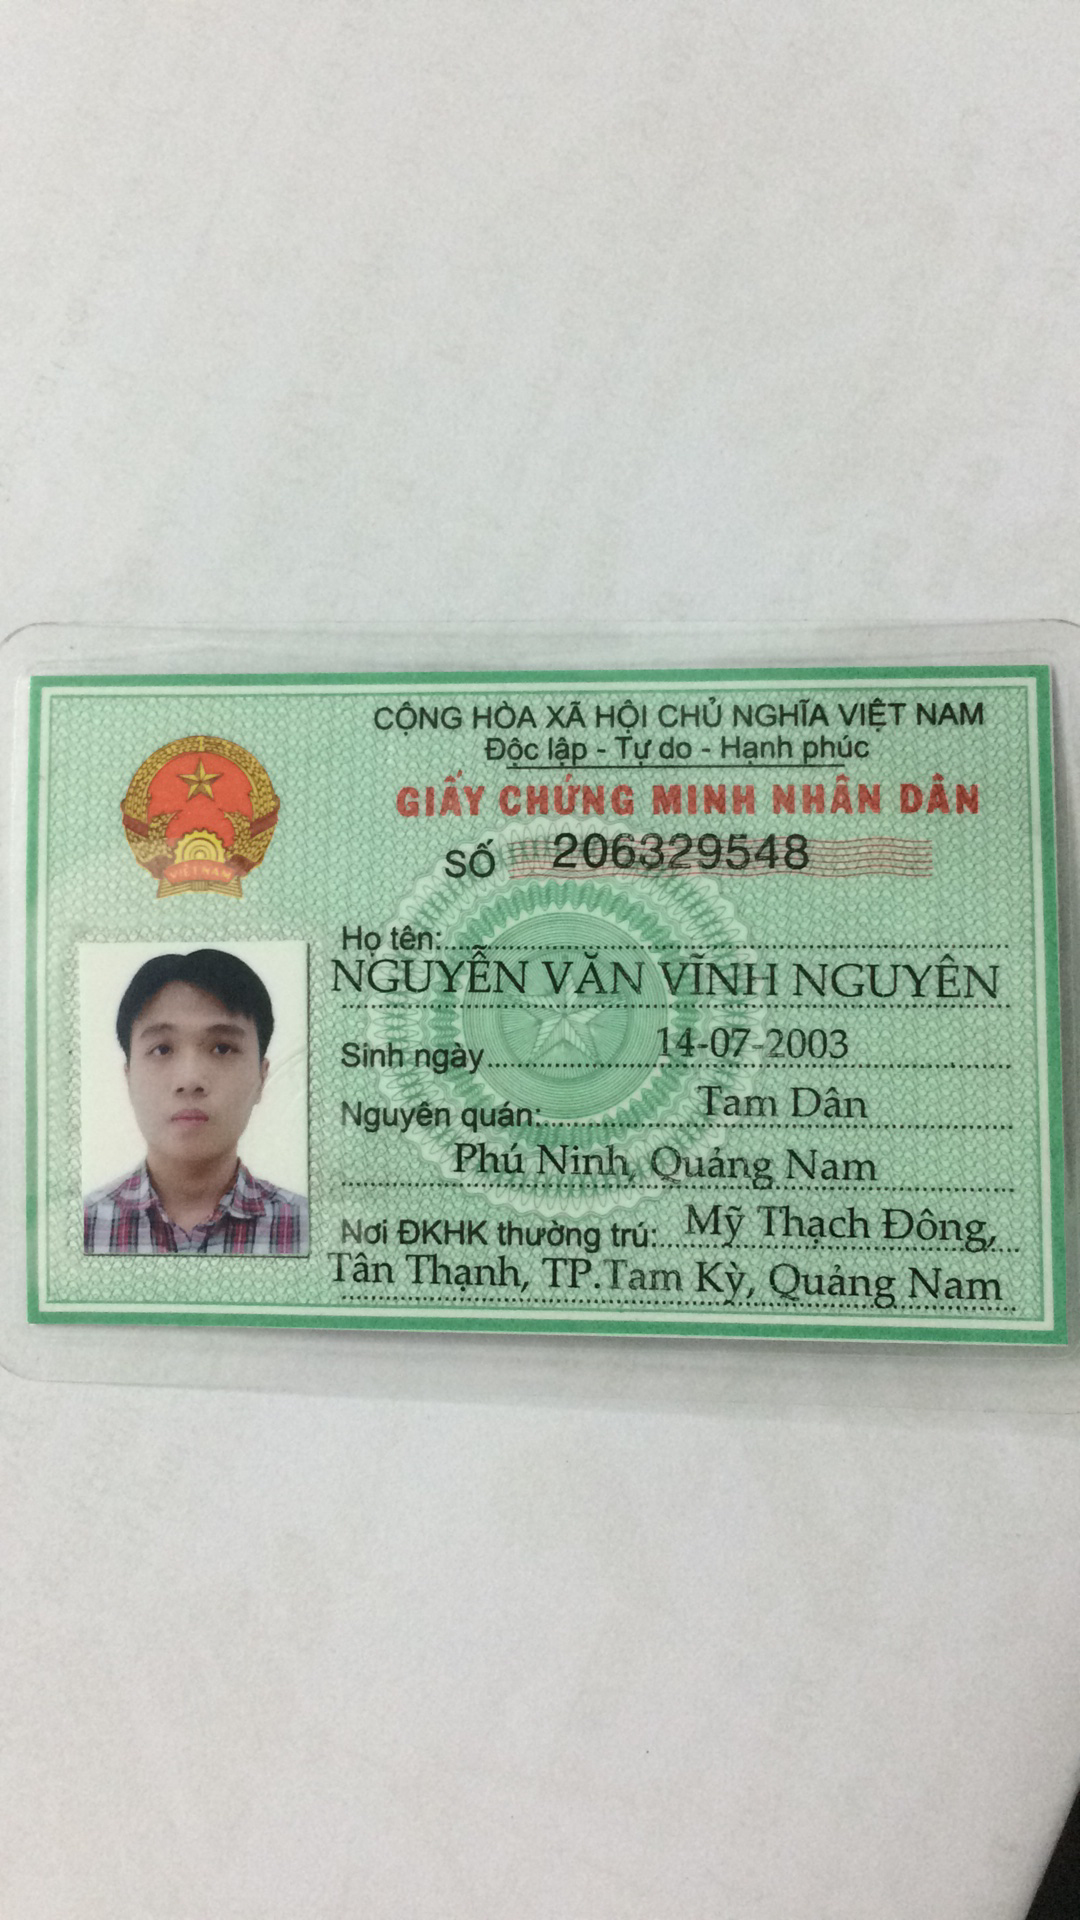 CỘNG HÒA XÃ HỘI CHỦ NGHĨA VIỆT NAM
Độc lập - Tự do - Hạnh phúc
GIẤY CHỨNG MINH NHÂN DÂN
SỐ 206329548
VIỆT NAM
Họ tên:
NGUYỄN VĂN VĨNH NGUYÊN
Sinh ngày 14-07-2003
Nguyên quán: Tam Dân
Phú Ninh, Quảng Nam
Nơi ĐKHK thường trú: Mỹ Thạch Đông,
Tân Thạnh, TP.Tam Kỳ, Quảng Nam